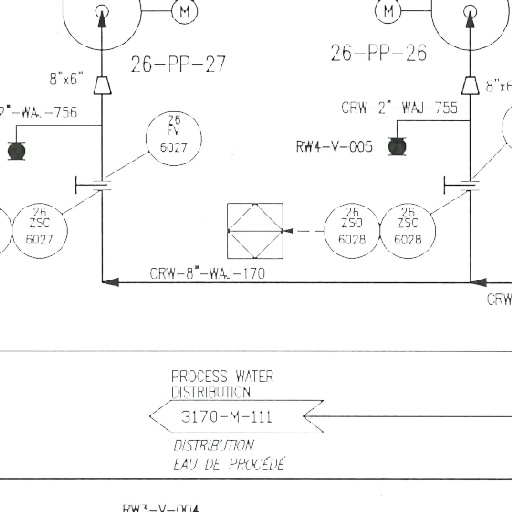 M
M
26-PP-27
26-PP-26
8"x6"
8"x6
2"-WAJ-756
CRW 2" WAJ 755
26
FV
6027
RW4-V-005
26
ZSC
6027
26
ZSO
6028
26
ZSC
6028
CRW-8"-WAJ-170
CRW
PROCESS WATER
DISTRIBUTION
3170-M-111
DISTRIBUTION
EAU DE PROCÉDÉ
RW3-V-004